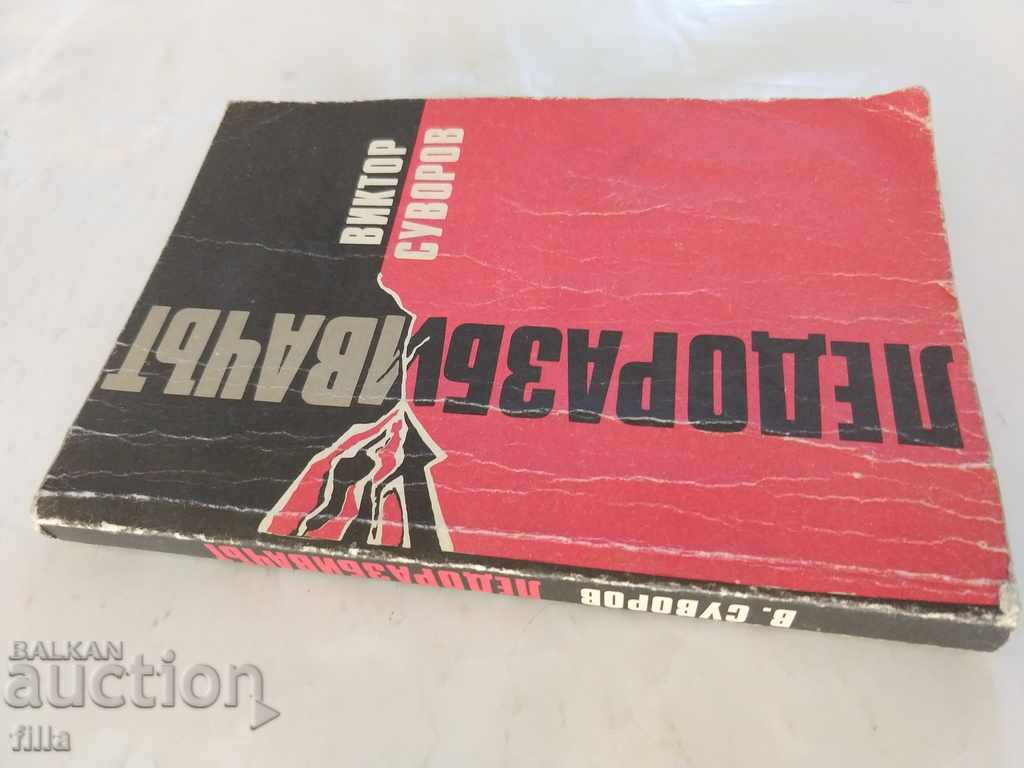 ВИКТОР
СУВОРОВ
ЛЕДОРАЗБИВАЧЪТ
В. СУВОРОВ
ЛЕДОРАЗБИВАЧЪТ
BALKAN
auction
filla